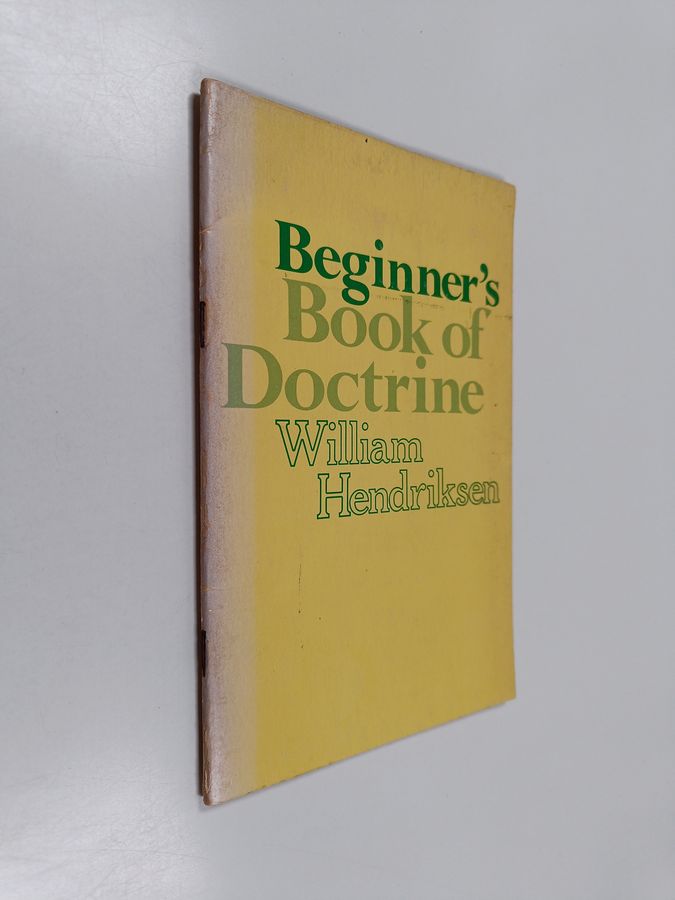 Beginner's
Book of
Doctrine
William
Hendriksen